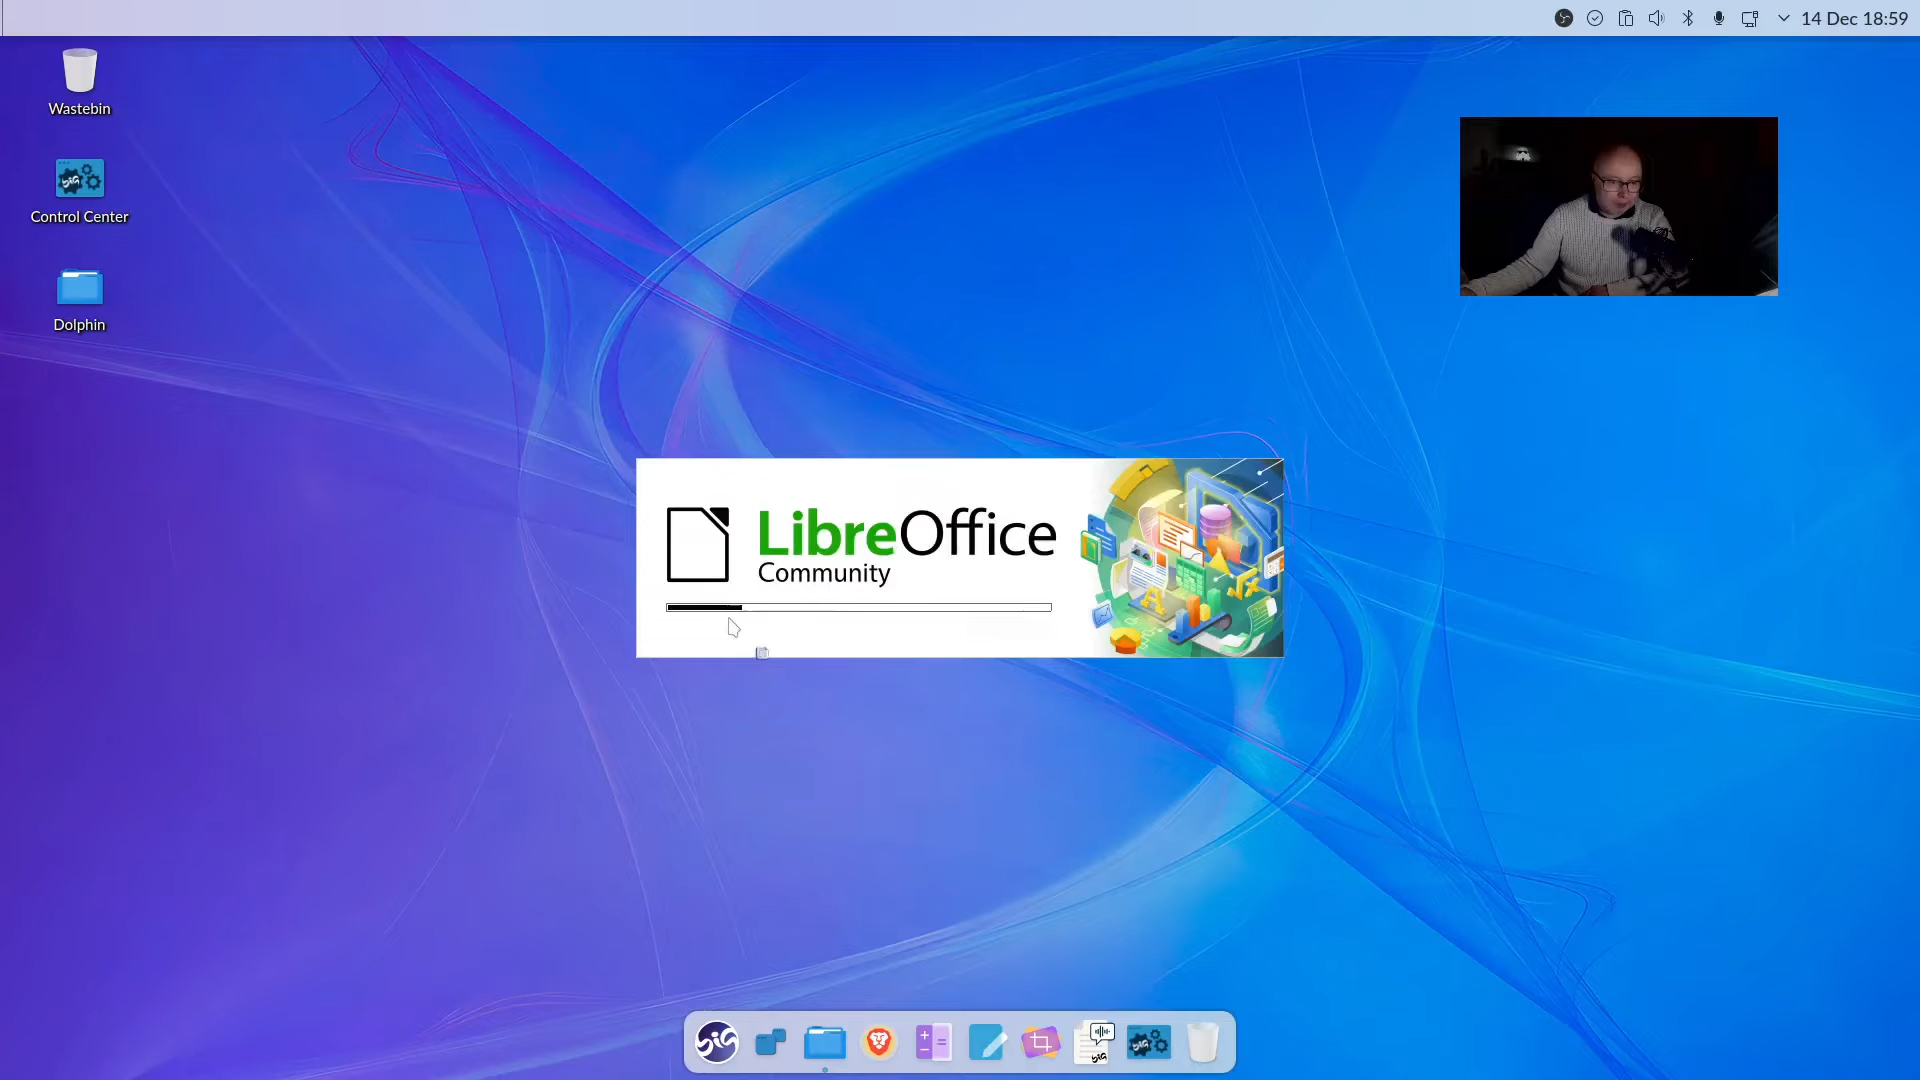 14 Dec 18:59
Wastebin
Control Center
Dolphin
LibreOffice
Community